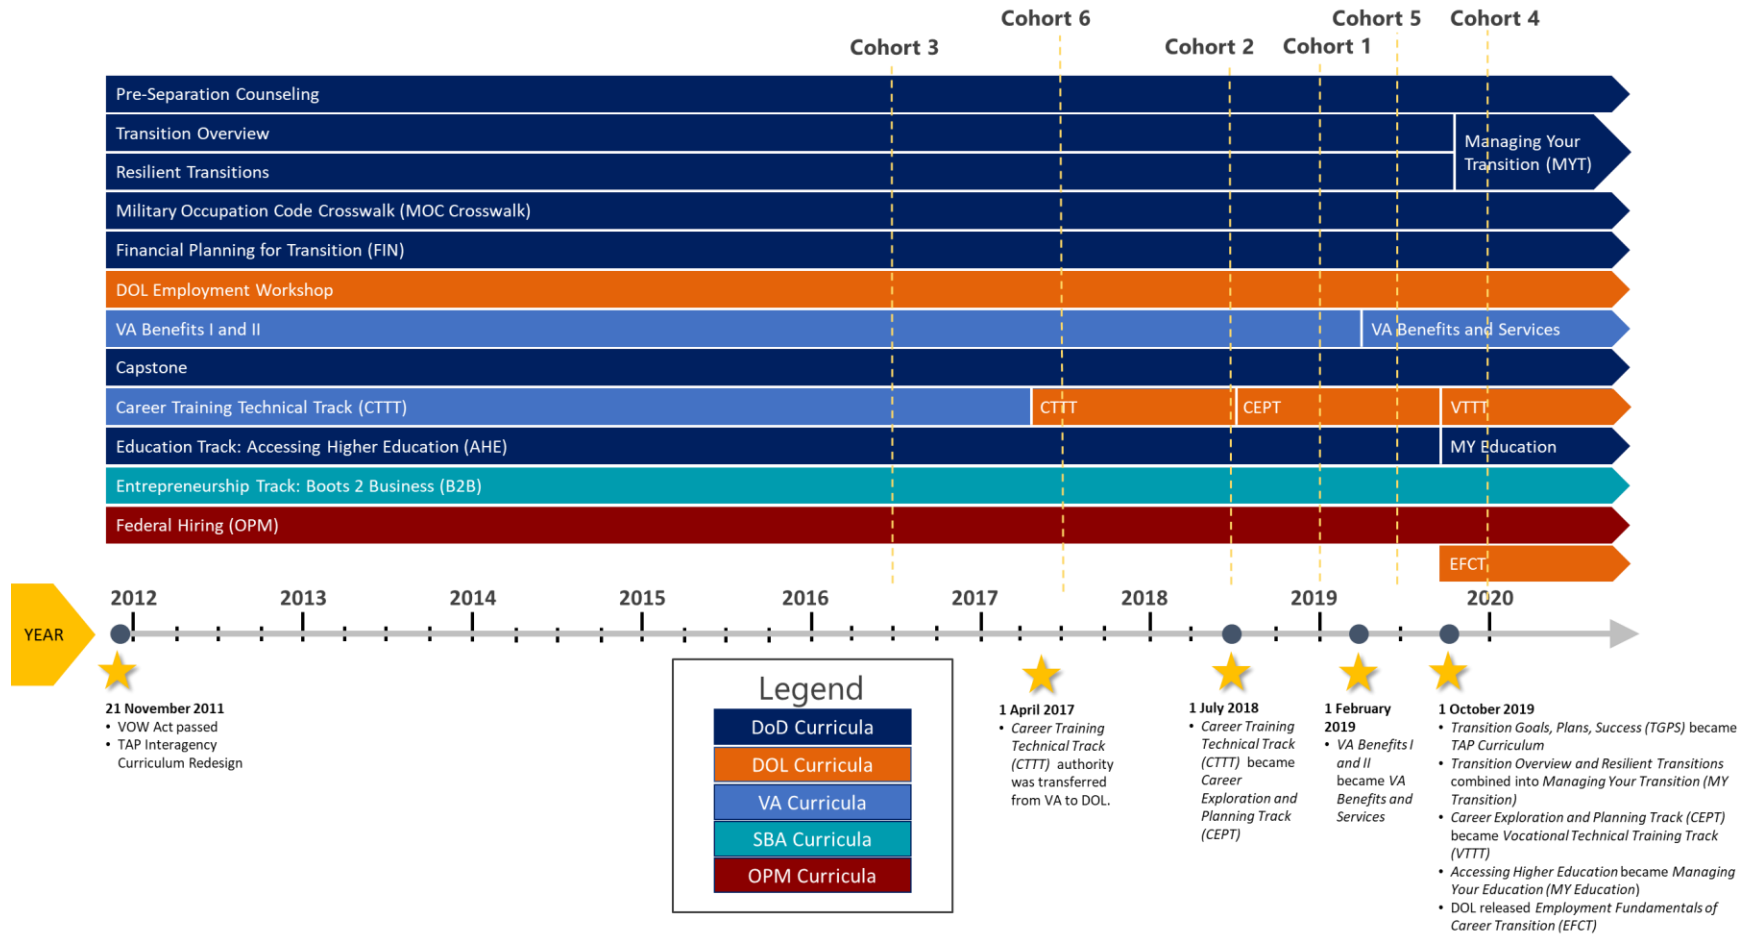 Cohort 6
Cohort 5
Cohort 4
Cohort 3
Cohort 2
Cohort 1
Pre-Separation Counseling
Transition Overview
Managing Your
Transition (MYT)
Resilient Transitions
Military Occupation Code Crosswalk (MOC Crosswalk)
Financial Planning for Transition (FIN)
DOL Employment Workshop
VA Benefits I and II
VA Benefits and Services
Capstone
Career Training Technical Track (CTTT)
CTTT
CEPT
VTTT
Education Track: Accessing Higher Education (AHE)
MY Education
Entrepreneurship Track: Boots 2 Business (B2B)
Federal Hiring (OPM)
EFCT
2012
2013
2014
2015
2016
2017
2018
2019
2020
YEAR
21 November 2011
• VOW Act passed
• TAP Interagency
Curriculum Redesign
Legend
DoD Curricula
DOL Curricula
VA Curricula
SBA Curricula
OPM Curricula
1 April 2017
• Career Training
Technical Track
(CTTT) authority
was transferred
from VA to DOL.
1 July 2018
• Career Training
Technical Track
(CTTT) became
Career
Exploration and
Planning Track
(CEPT)
1 February
2019
• VA Benefits I
and II
became VA
Benefits and
Services
1 October 2019
• Transition Goals, Plans, Success (TGPS) became
TAP Curriculum
• Transition Overview and Resilient Transitions
combined into Managing Your Transition (MY
Transition)
• Career Exploration and Planning Track (CEPT)
became Vocational Technical Training Track
(VTTT)
• Accessing Higher Education became Managing
Your Education (MY Education)
• DOL released Employment Fundamentals of
Career Transition (EFCT)